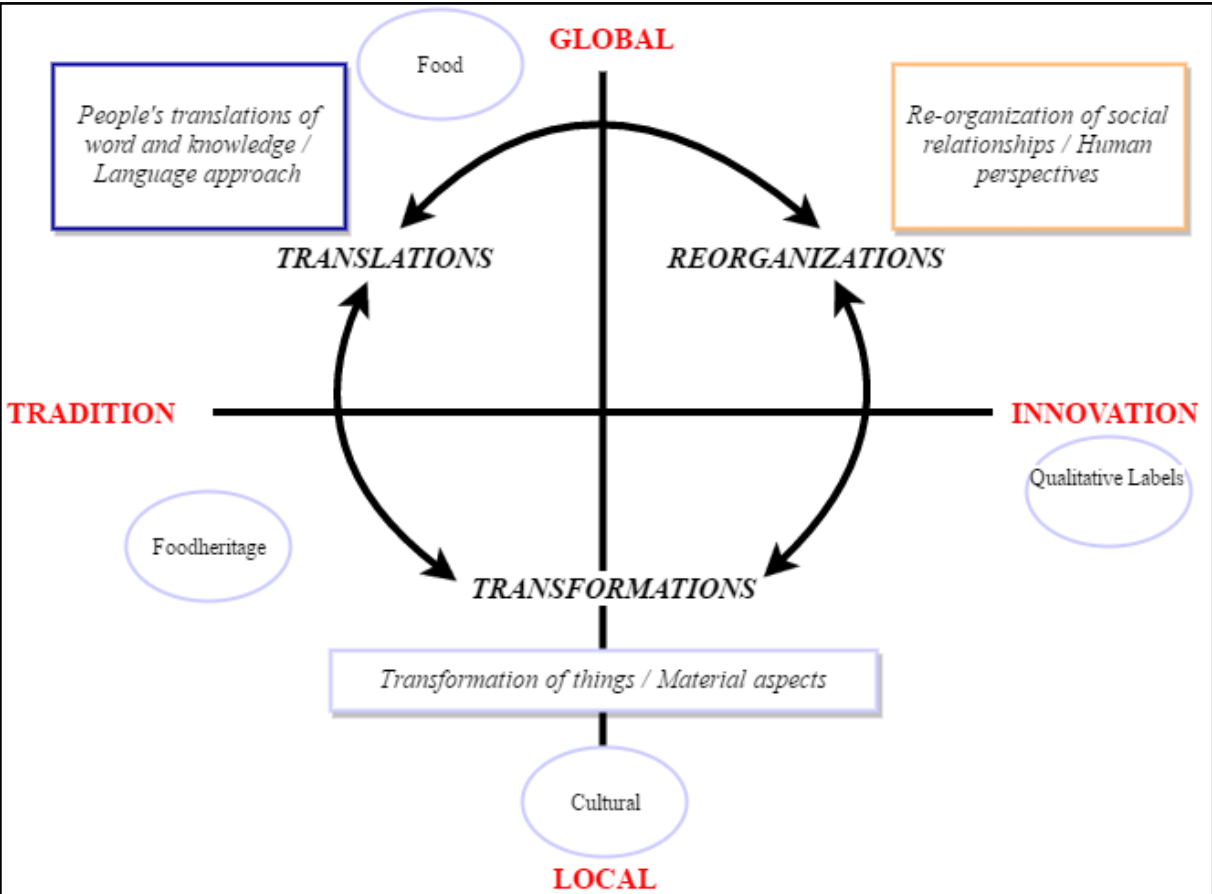 GLOBAL
Food
People's translations of
word and knowledge /
Language approach
Re-organization of social
relationships / Human
perspectives
TRANSLATIONS
REORGANIZATIONS
TRADITION
INNOVATION
Qualitative Labels
Foodheritage
TRANSFORMATIONS
Transformation of things / Material aspects
Cultural
LOCAL